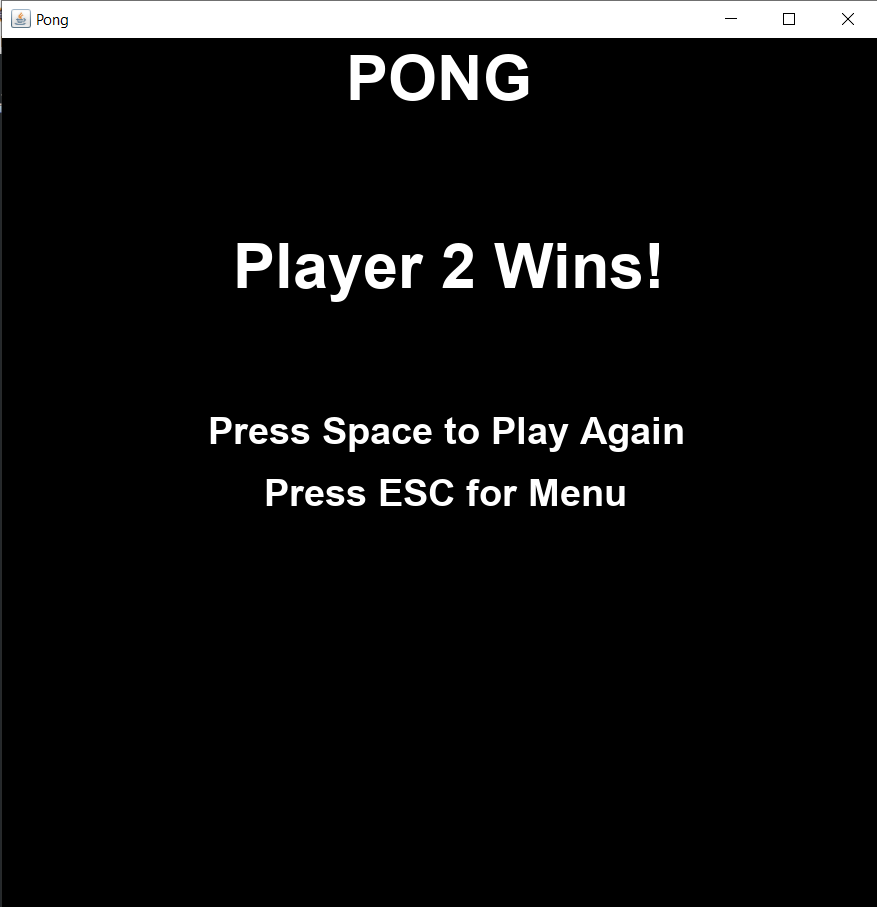 Pong
PONG
Player 2 Wins!
Press Space to Play Again
Press ESC for Menu